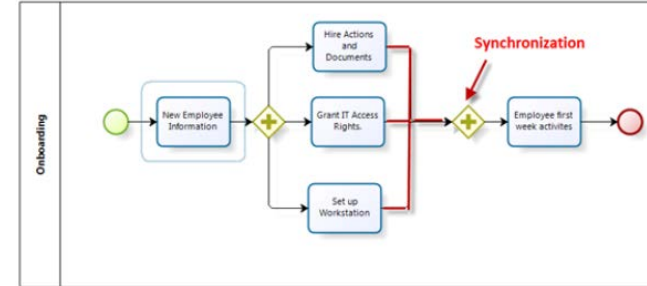 Onboarding
New Employee
Information
Hire Actions
and
Documents
Grant IT Access
Rights.
Set up
Workstation
Synchronization
Employee first
week activites